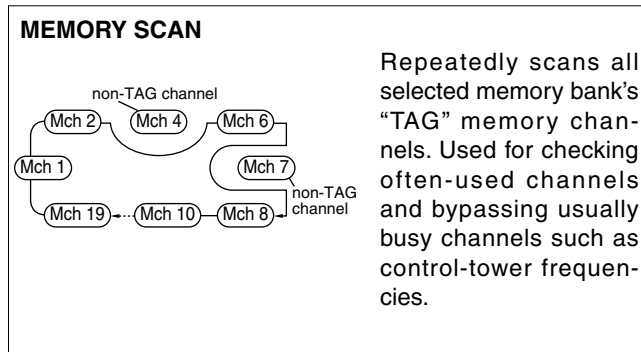 MEMORY SCAN
non-TAG channel
Mch 2
Mch 4
Mch 6
Mch 1
Mch 7
non-TAG
channel
Mch 19
Mch 10
Mch 8
Repeatedly scans all
selected memory bank’s
“TAG” memory chan-
nels. Used for checking
often-used channels
and bypassing usually
busy channels such as
control-tower frequen-
cies.